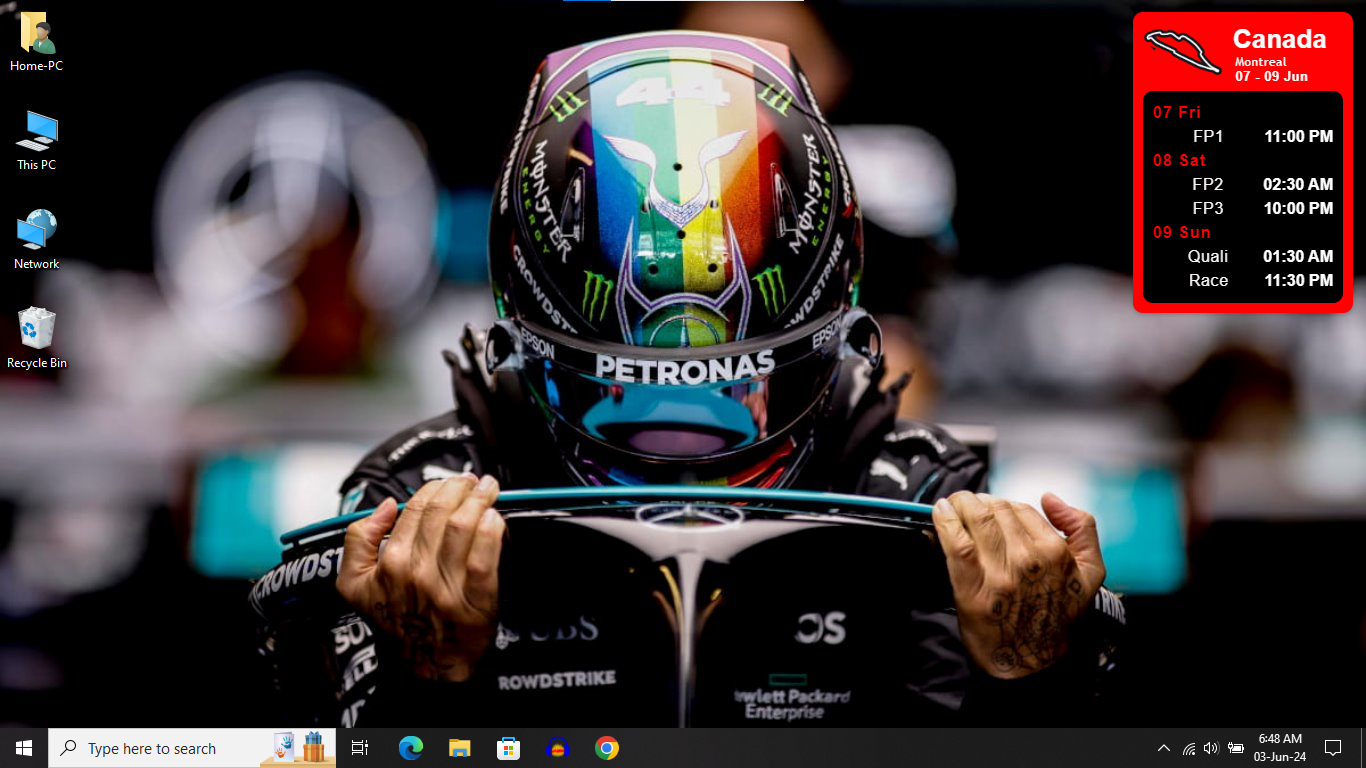 Home-PC
This PC
Network
Recycle Bin
44
MONSTER
ENERGY
MONSTER
ENERGY
CROWDSTRIKE
EPSON
EPSON
PETRONAS
CROWDST
UBS
ROWDSTRIKE
wlett Packard
Enterprise
Canada
Montreal
07 - 09 Jun
07 Fri
FP1 11:00 PM
08 Sat
FP2 02:30 AM
FP3 10:00 PM
09 Sun
Quali 01:30 AM
Race 11:30 PM
Type here to search
6:48 AM
03-Jun-24